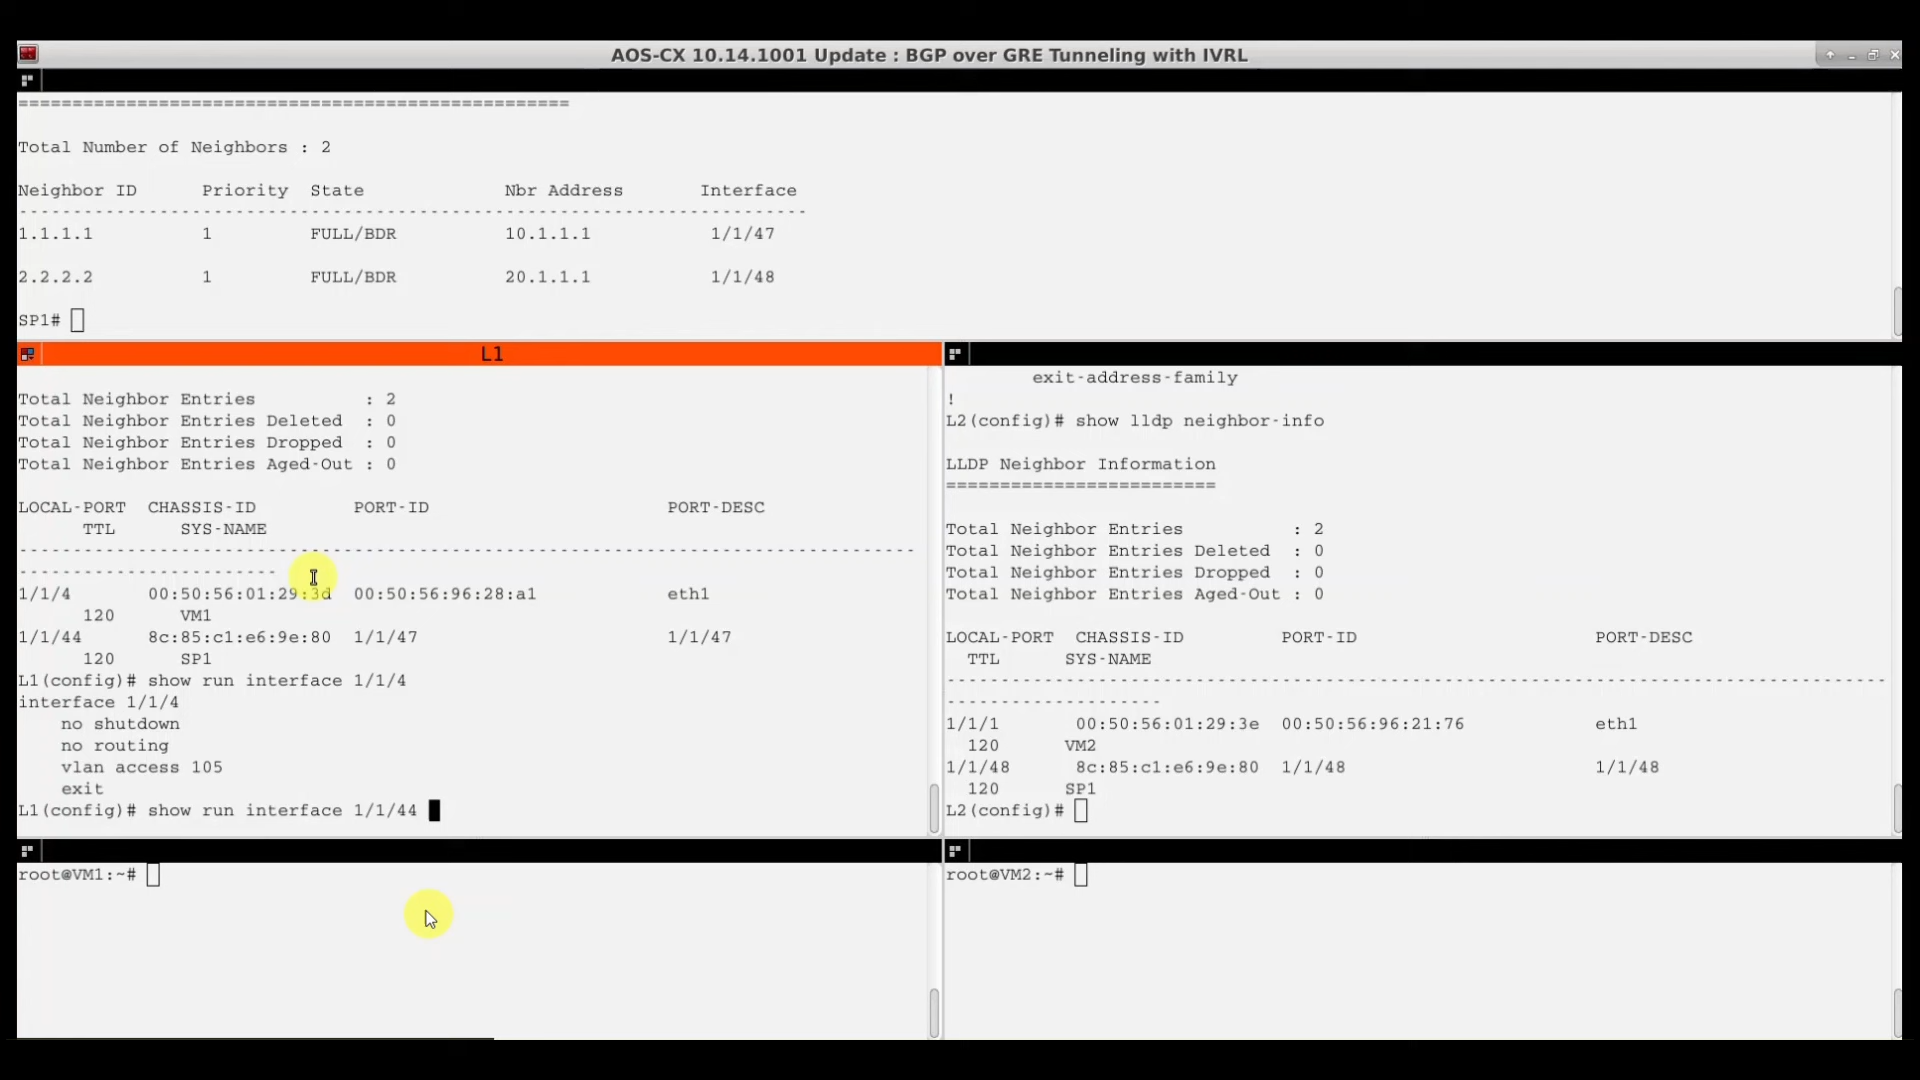 AOS-CX 10.14.1001 Update : BGP over GRE Tunneling with IVRL
===================================================
Total Number of Neighbors : 2
Neighbor ID Priority State Nbr Address Interface
-------------------------------------------------------------------------
1.1.1.1 1 FULL/BDR 10.1.1.1 1/1/47
2.2.2.2 1 FULL/BDR 20.1.1.1 1/1/48
SP1#
L1
Total Neighbor Entries : 2
Total Neighbor Entries Deleted : 0
Total Neighbor Entries Dropped : 0
Total Neighbor Entries Aged-Out : 0
LOCAL-PORT CHASSIS-ID PORT-ID PORT-DESC
TTL SYS-NAME
-----------------------------------------------------------------------------------
------------------------
1/1/4 00:50:56:01:29:3d 00:50:56:96:28:a1 eth1
120 VM1
1/1/44 8c:85:c1:e6:9e:80 1/1/47 1/1/47
120 SP1
L1(config)# show run interface 1/1/4
interface 1/1/4
no shutdown
no routing
vlan access 105
exit
L1(config)# show run interface 1/1/44
exit-address-family
!
L2(config)# show lldp neighbor-info
LLDP Neighbor Information
=========================
Total Neighbor Entries : 2
Total Neighbor Entries Deleted : 0
Total Neighbor Entries Dropped : 0
Total Neighbor Entries Aged-Out : 0
LOCAL-PORT CHASSIS-ID PORT-ID PORT-DESC
TTL SYS-NAME
---------------------------------------------------------------------------------------
--------------------
1/1/1 00:50:56:01:29:3e 00:50:56:96:21:76 eth1
120 VM2
1/1/48 8c:85:c1:e6:9e:80 1/1/48 1/1/48
120 SP1
L2(config)#
root@VM1:~#
root@VM2:~#